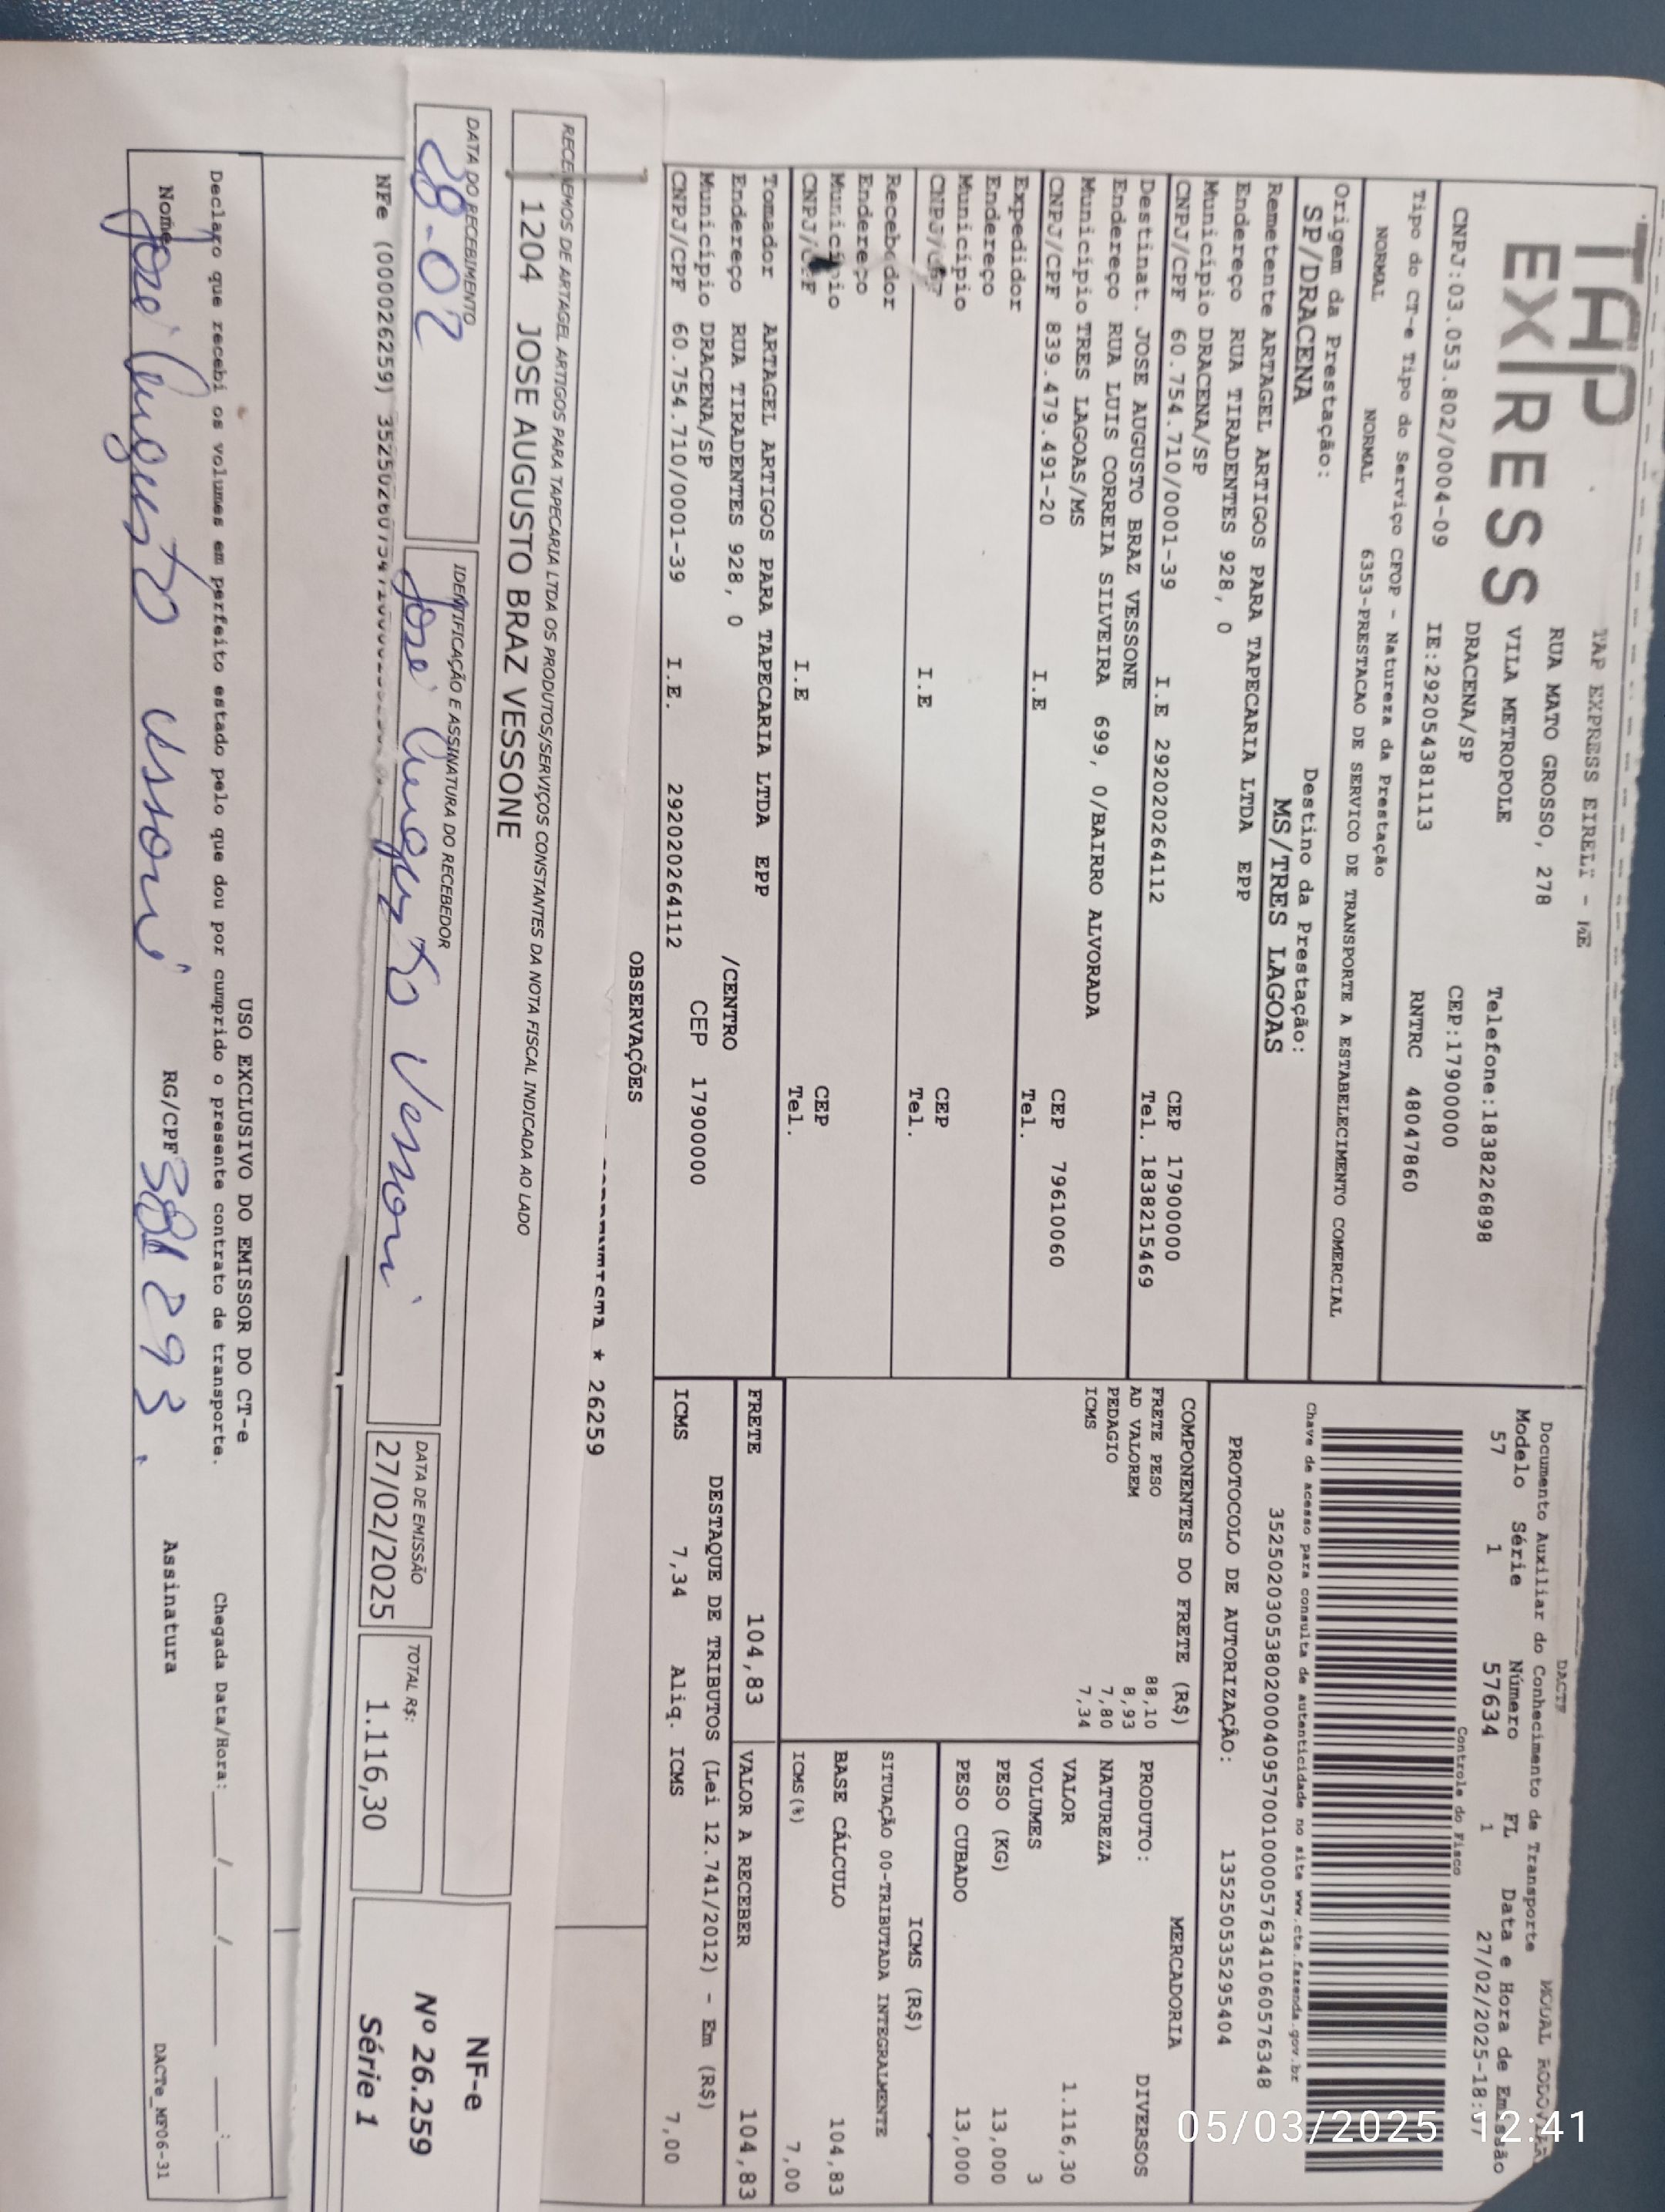 TAP
EXPRESS
TAP EXPRESS EIRELI - ME
RUA MATO GROSSO, 278
VILA METROPOLE
DRACENA/SP
Telefone:1838226898
CEP:17900000
CNPJ:03.053.802/0004-09 IE:292054381113 RNTRC 48047860
Tipo do CT-e Tipo do Serviço CFOP - Natureza da Prestação
NORMAL NORMAL 6353-PRESTACAO DE SERVICO DE TRANSPORTE A ESTABELECIMENTO COMERCIAL
Origem da Prestação: Destino da Prestação:
SP/DRACENA MS/TRES LAGOAS
Remetente ARTAGEL ARTIGOS PARA TAPECARIA LTDA EPP
Endereço RUA TIRADENTES 928, 0
Município DRACENA/SP CEP 17900000
CNPJ/CPF 60.754.710/0001-39 I.E 292020264112 Tel. 1838215469
Destinat. JOSE AUGUSTO BRAZ VESSONE
Endereço RUA LUIS CORREIA SILVEIRA 699, 0/BAIRRO ALVORADA
Município TRES LAGOAS/MS CEP 79610060
CNPJ/CPF 839.479.491-20 I.E Tel.
Expedidor
Endereço
Município CEP
CNPJ/CPF I.E Tel.
Recebedor
Endereço
Município CEP
CNPJ/CPF I.E Tel.
Tomador ARTAGEL ARTIGOS PARA TAPECARIA LTDA EPP
Endereço RUA TIRADENTES 928, 0 /CENTRO
Município DRACENA/SP CEP 17900000
CNPJ/CPF 60.754.710/0001-39 I.E. 292020264112
DACTE
Documento Auxiliar do Conhecimento de Transporte MODAL RODOVIÁR
Modelo Série Número FL Data e Hora de Emissão
57 1 57634 1 27/02/2025-18:
Controle do Fisco
Chave de acesso para consulta de autenticidade no site www.cte.fazenda.gov.br
35250203053802000409570010000576341060576348
PROTOCOLO DE AUTORIZAÇÃO: 135250535295404
COMPONENTES DO FRETE (R$)
FRETE PESO 88,10
AD VALOREM 8,93
PEDAGIO 7,80
ICMS 7,34
MERCADORIA
PRODUTO: DIVERSOS
NATUREZA
VALOR 1.116,30
VOLUMES 3
PESO (KG) 13,000
PESO CUBADO 13,000
ICMS (R$)
SITUAÇÃO 00-TRIBUTADA INTEGRALMENTE
BASE CÁLCULO 104,83
ICMS(%) 7,00
FRETE 104,83 VALOR A RECEBER 104,83
DESTAQUE DE TRIBUTOS (Lei 12.741/2012) - Em (R$)
ICMS 7,34 Aliq. ICMS 7,00
OBSERVAÇÕES
* 26259
RECEBEMOS DE ARTAGEL ARTIGOS PARA TAPECARIA LTDA OS PRODUTOS/SERVIÇOS CONSTANTES DA NOTA FISCAL INDICADA AO LADO
1204 JOSE AUGUSTO BRAZ VESSONE
DATA DO RECEBIMENTO
28-02
IDENTIFICAÇÃO E ASSINATURA DO RECEBEDOR
José Augusto Vessoni
DATA DE EMISSÃO
27/02/2025
TOTAL R$:
1.116,30
NF-e
Nº 26.259
Série 1
NFe (000026259)
USO EXCLUSIVO DO EMISSOR DO CT-e
Declaro que recebi os volumes em perfeito estado pelo que dou por cumprido o presente contrato de transporte. Chegada Data/Hora: ___/___/___ __:__
Nome José Augusto Vessoni RG/CPF 381293. Assinatura
DACTe_MF06-31
05/03/2025 12:41